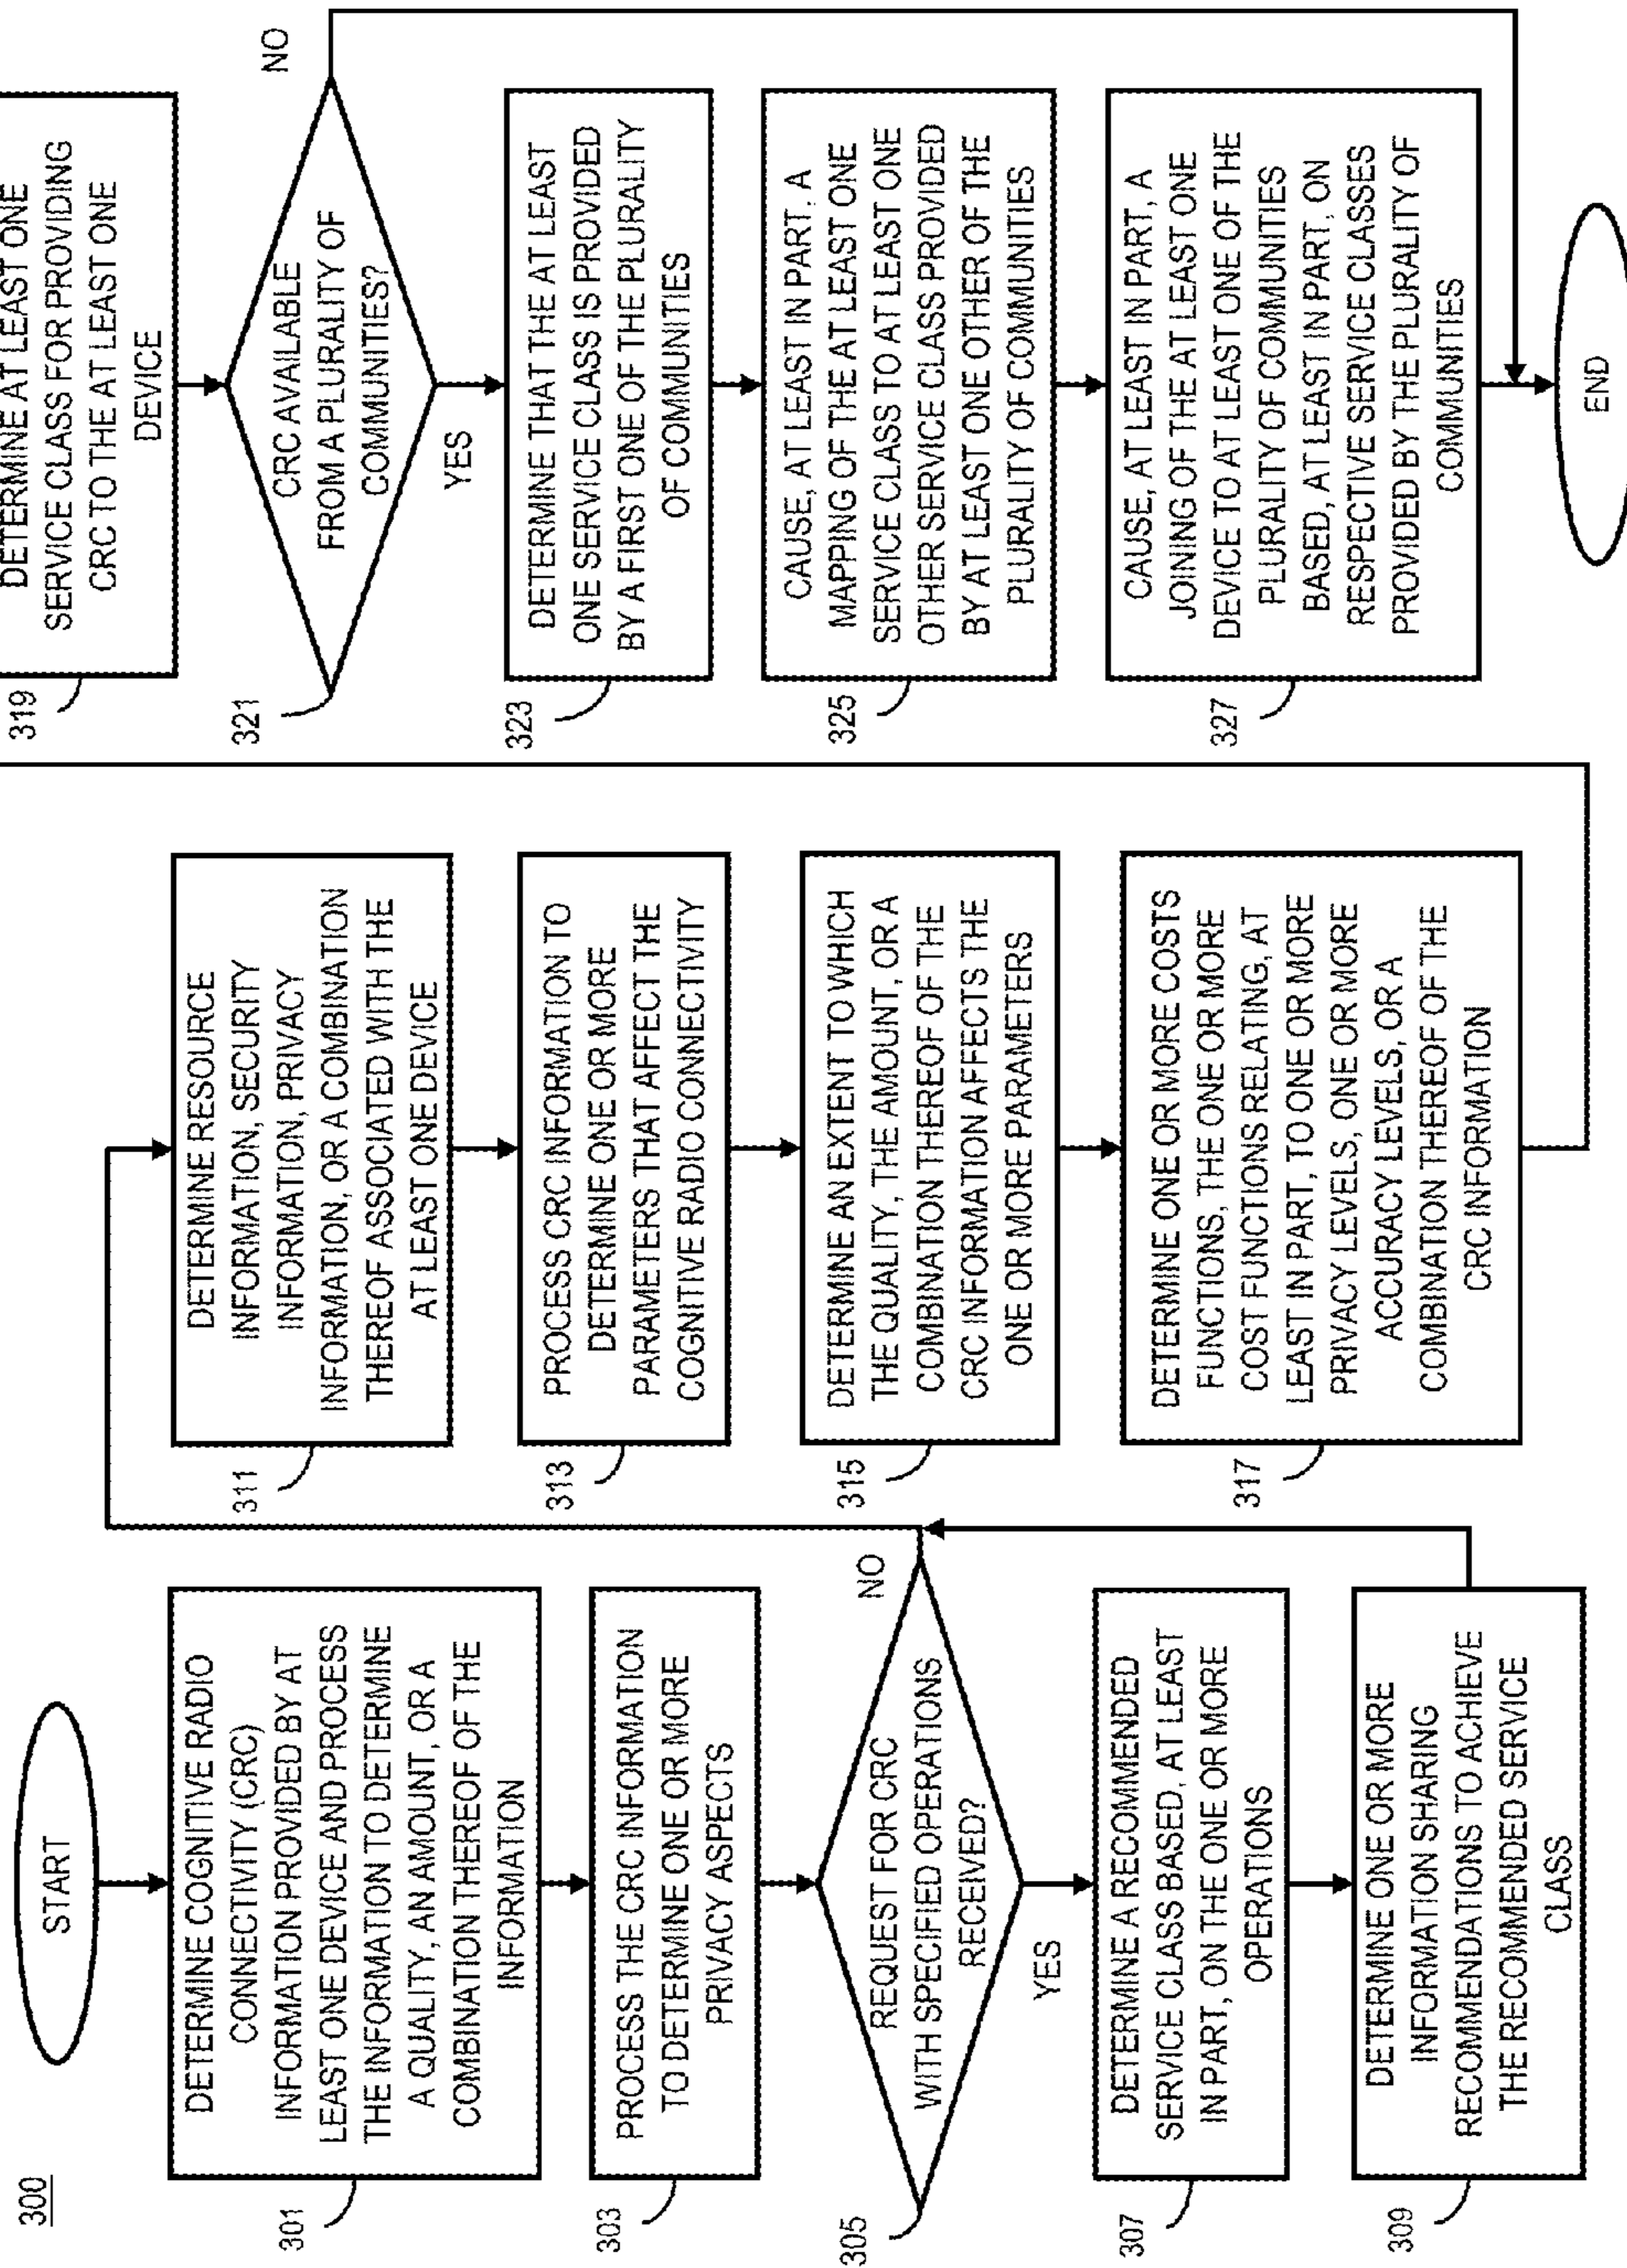 300
START
301
DETERMINE COGNITIVE RADIO
CONNECTIVITY (CRC)
INFORMATION PROVIDED BY AT
LEAST ONE DEVICE AND PROCESS
THE INFORMATION TO DETERMINE
A QUALITY, AN AMOUNT, OR A
COMBINATION THEREOF OF THE
INFORMATION
303
PROCESS THE CRC INFORMATION
TO DETERMINE ONE OR MORE
PRIVACY ASPECTS
305
REQUEST FOR CRC
WITH SPECIFIED OPERATIONS
RECEIVED?
NO
YES
307
DETERMINE A RECOMMENDED
SERVICE CLASS BASED, AT LEAST
IN PART, ON THE ONE OR MORE
OPERATIONS
309
DETERMINE ONE OR MORE
INFORMATION SHARING
RECOMMENDATIONS TO ACHIEVE
THE RECOMMENDED SERVICE
CLASS
311
DETERMINE RESOURCE
INFORMATION, SECURITY
INFORMATION, PRIVACY
INFORMATION, OR A COMBINATION
THEREOF ASSOCIATED WITH THE
AT LEAST ONE DEVICE
313
PROCESS CRC INFORMATION TO
DETERMINE ONE OR MORE
PARAMETERS THAT AFFECT THE
COGNITIVE RADIO CONNECTIVITY
315
DETERMINE AN EXTENT TO WHICH
THE QUALITY, THE AMOUNT, OR A
COMBINATION THEREOF OF THE
CRC INFORMATION AFFECTS THE
ONE OR MORE PARAMETERS
317
DETERMINE ONE OR MORE COSTS
FUNCTIONS, THE ONE OR MORE
COST FUNCTIONS RELATING, AT
LEAST IN PART, TO ONE OR MORE
PRIVACY LEVELS, ONE OR MORE
ACCURACY LEVELS, OR A
COMBINATION THEREOF OF THE
CRC INFORMATION
319
DETERMINE AT LEAST ONE
SERVICE CLASS FOR PROVIDING
CRC TO THE AT LEAST ONE
DEVICE
321
CRC AVAILABLE
FROM A PLURALITY OF
COMMUNITIES?
NO
YES
323
DETERMINE THAT THE AT LEAST
ONE SERVICE CLASS IS PROVIDED
BY A FIRST ONE OF THE PLURALITY
OF COMMUNITIES
325
CAUSE, AT LEAST IN PART, A
MAPPING OF THE AT LEAST ONE
SERVICE CLASS TO AT LEAST ONE
OTHER SERVICE CLASS PROVIDED
BY AT LEAST ONE OTHER OF THE
PLURALITY OF COMMUNITIES
327
CAUSE, AT LEAST IN PART, A
JOINING OF THE AT LEAST ONE
DEVICE TO AT LEAST ONE OF THE
PLURALITY OF COMMUNITIES
BASED, AT LEAST IN PART, ON
RESPECTIVE SERVICE CLASSES
PROVIDED BY THE PLURALITY OF
COMMUNITIES
END